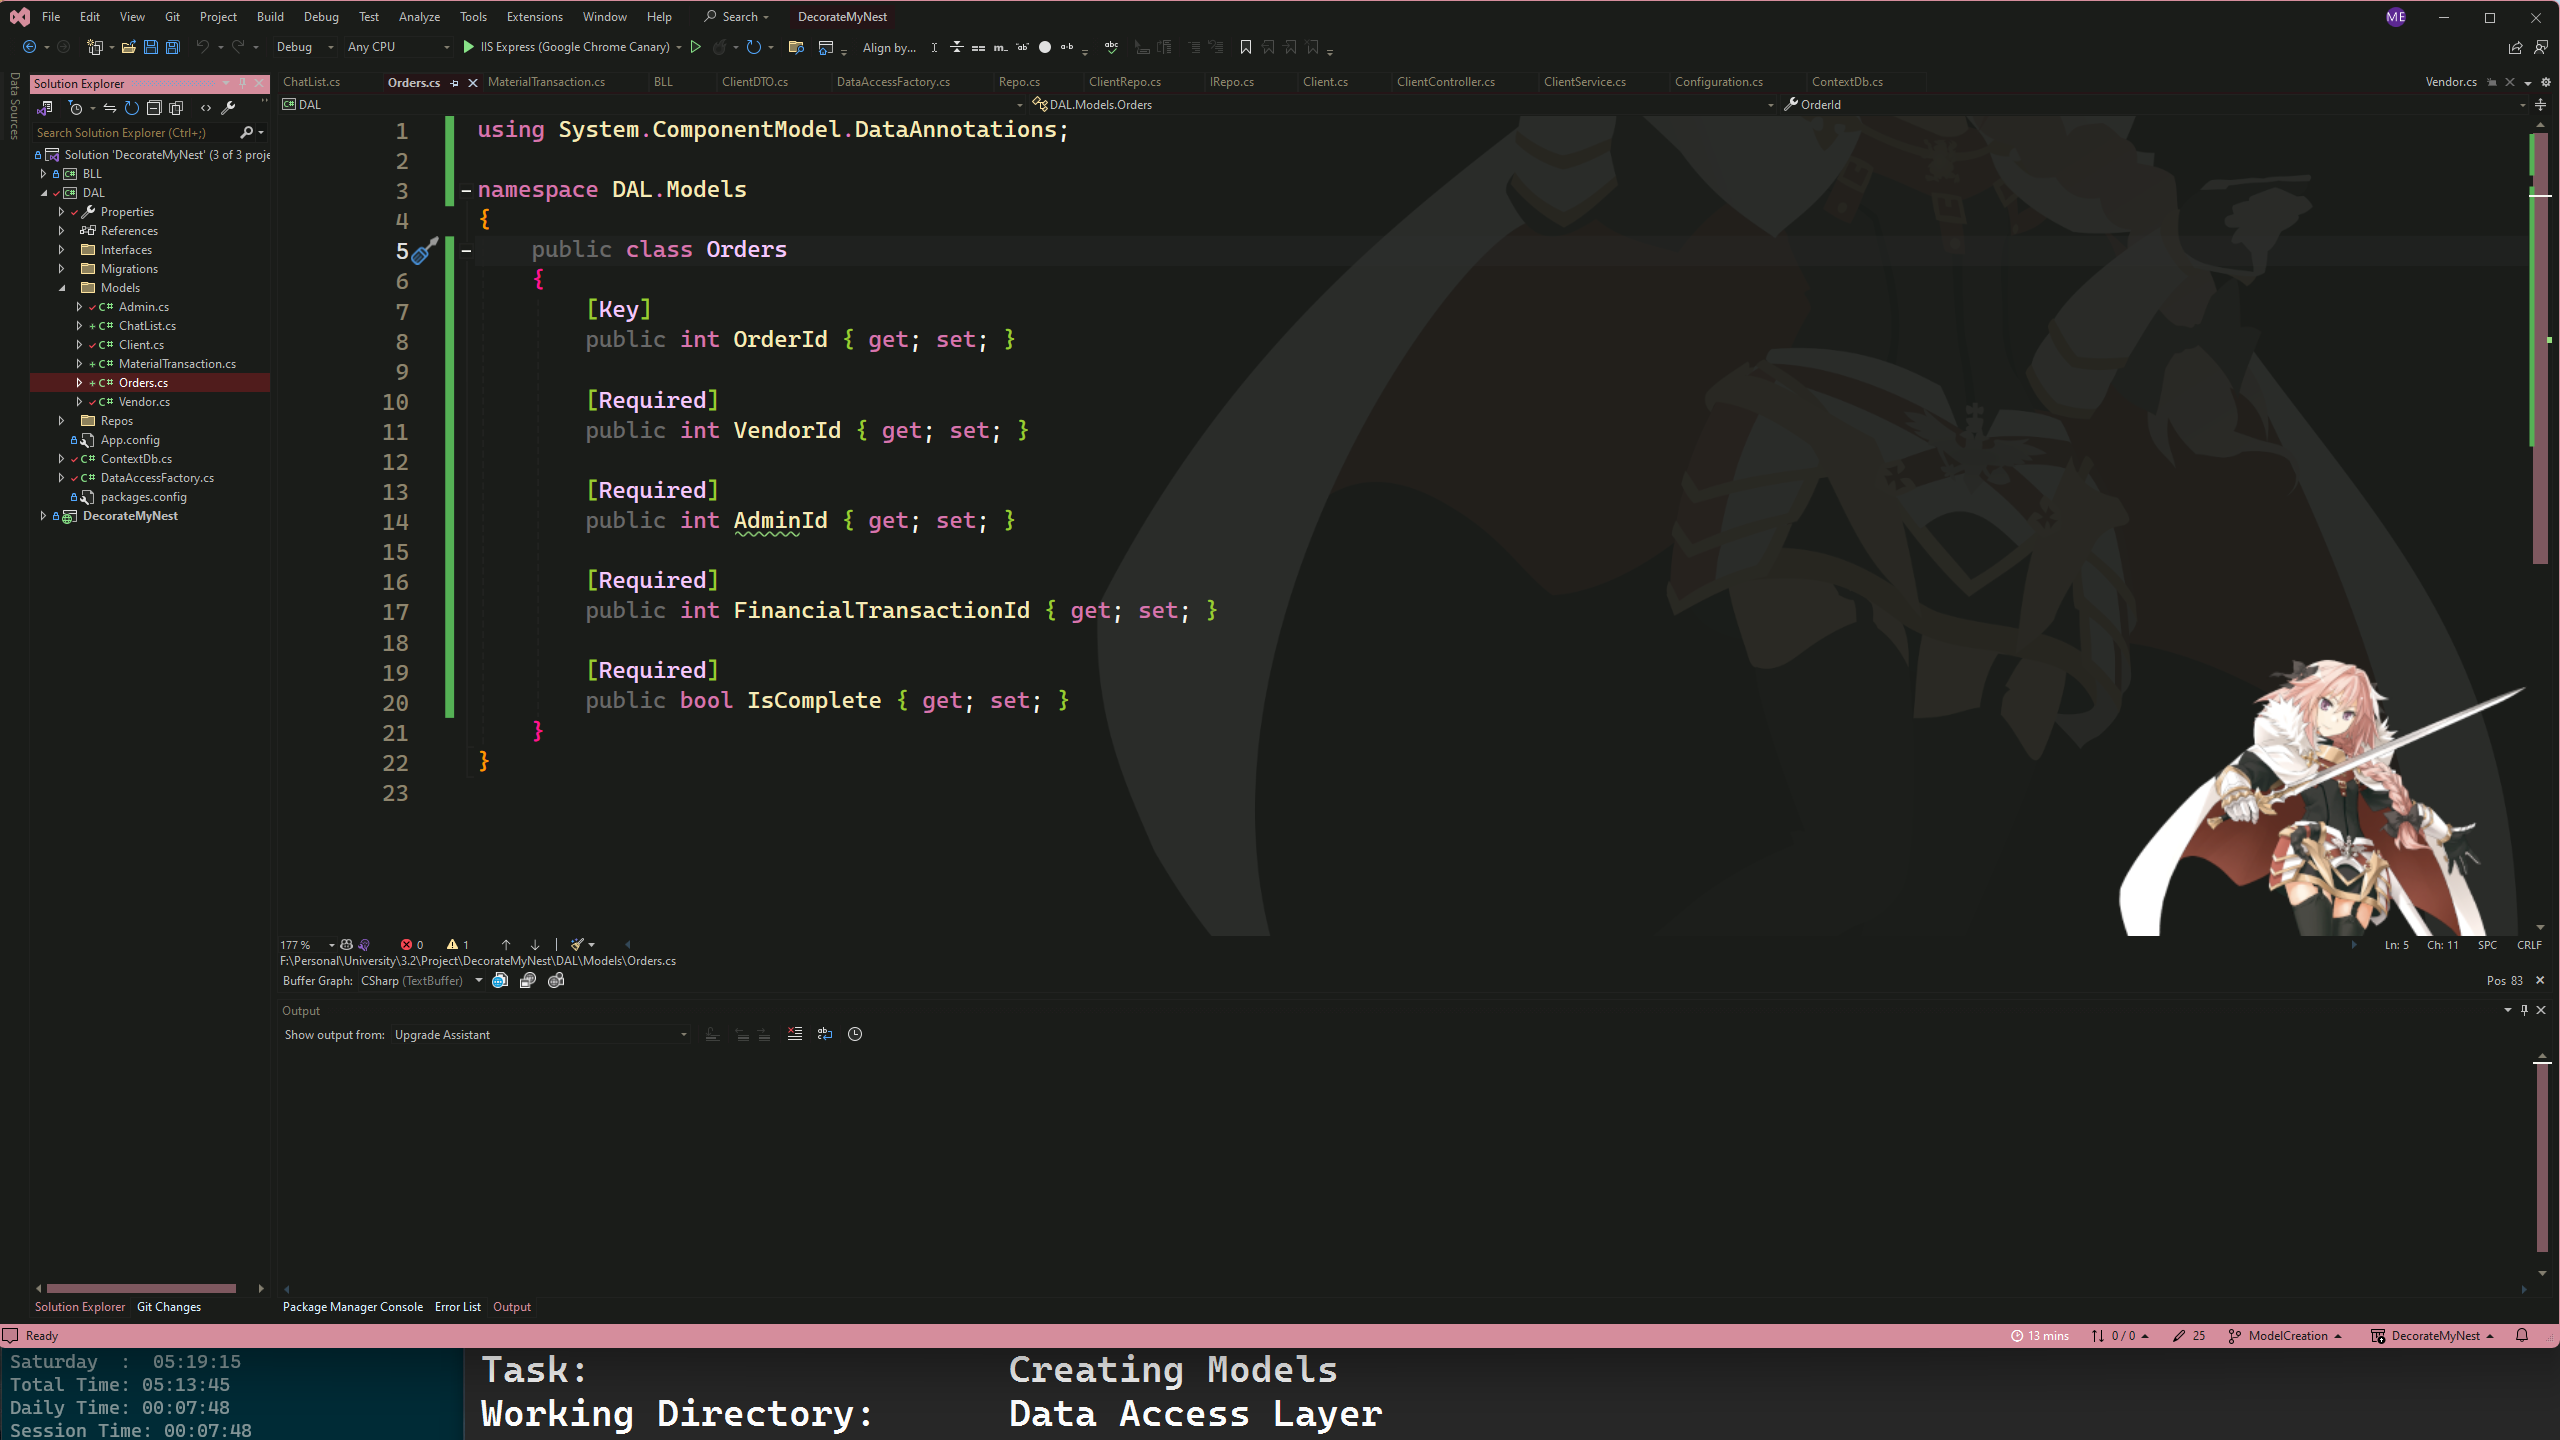 File Edit View Git Project Build Debug Test Analyze Tools Extensions Window Help Search DecorateMyNest ME
Debug Any CPU IIS Express (Google Chrome Canary) Align by...
Data Sources
Solution Explorer
Search Solution Explorer (Ctrl+;)
Solution 'DecorateMyNest' (3 of 3 proje
BLL
DAL
Properties
References
Interfaces
Migrations
Models
C# Admin.cs
C# ChatList.cs
C# Client.cs
C# MaterialTransaction.cs
C# Orders.cs
C# Vendor.cs
Repos
App.config
C# ContextDb.cs
C# DataAccessFactory.cs
packages.config
DecorateMyNest
ChatList.cs Orders.cs MaterialTransaction.cs BLL ClientDTO.cs DataAccessFactory.cs Repo.cs ClientRepo.cs IRepo.cs Client.cs ClientController.cs ClientService.cs Configuration.cs ContextDb.cs Vendor.cs
DAL DAL.Models.Orders OrderId
1 using System.ComponentModel.DataAnnotations;
2
3 namespace DAL.Models
4 {
5 public class Orders
6 {
7 [Key]
8 public int OrderId { get; set; }
9
10 [Required]
11 public int VendorId { get; set; }
12
13 [Required]
14 public int AdminId { get; set; }
15
16 [Required]
17 public int FinancialTransactionId { get; set; }
18
19 [Required]
20 public bool IsComplete { get; set; }
21 }
22 }
23
177 % 0 1 Ln: 5 Ch: 11 SPC CRLF
F:\Personal\University\3.2\Project\DecorateMyNest\DAL\Models\Orders.cs
Buffer Graph: CSharp (TextBuffer) Pos 83
Output
Show output from: Upgrade Assistant
Solution Explorer Git Changes Package Manager Console Error List Output
Ready 13 mins 0 / 0 25 ModelCreation DecorateMyNest
Saturday : 05:19:15
Total Time: 05:13:45
Daily Time: 00:07:48
Session Time: 00:07:48
Task: Creating Models
Working Directory: Data Access Layer